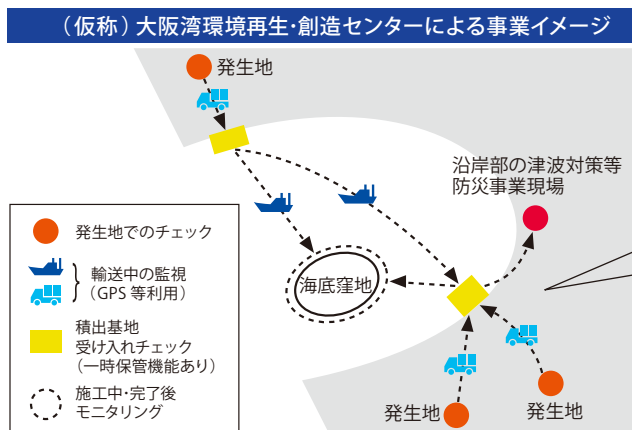 （仮称）大阪湾環境再生・創造センターによる事業イメージ
発生地
沿岸部の津波対策等
防災事業現場
海底窪地
発生地でのチェック
輸送中の監視
（GPS 等利用）
積出基地
受け入れチェック
（一時保管機能あり）
施工中・完了後
モニタリング
発生地
発生地